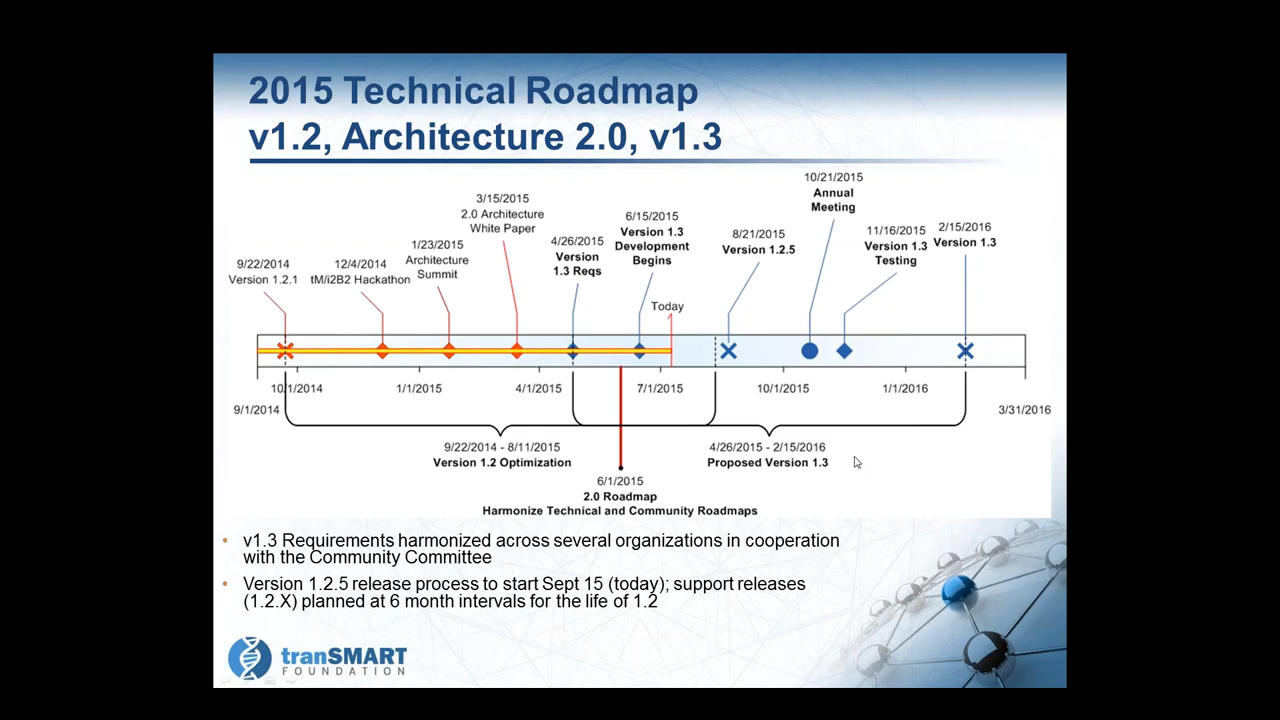 2015 Technical Roadmap
v1.2, Architecture 2.0, v1.3
9/22/2014
Version 1.2.1
12/4/2014
tM/i2B2 Hackathon
1/23/2015
Architecture
Summit
3/15/2015
2.0 Architecture
White Paper
4/26/2015
Version
1.3 Reqs
6/15/2015
Version 1.3
Development
Begins
Today
8/21/2015
Version 1.2.5
10/21/2015
Annual
Meeting
11/16/2015
Version 1.3
Testing
2/15/2016
Version 1.3
9/1/2014
10/1/2014
1/1/2015
4/1/2015
7/1/2015
10/1/2015
1/1/2016
3/31/2016
9/22/2014 - 8/11/2015
Version 1.2 Optimization
4/26/2015 - 2/15/2016
Proposed Version 1.3
6/1/2015
2.0 Roadmap
Harmonize Technical and Community Roadmaps
• v1.3 Requirements harmonized across several organizations in cooperation
with the Community Committee
• Version 1.2.5 release process to start Sept 15 (today); support releases
(1.2.X) planned at 6 month intervals for the life of 1.2
tranSMART
FOUNDATION